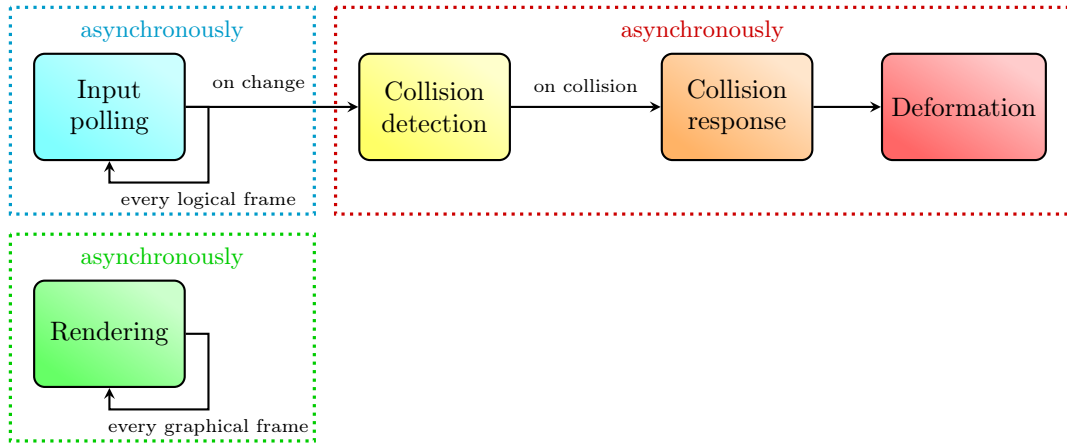 asynchronously
asynchronously
Input
polling
on change
Collision
detection
on collision
Collision
response
Deformation
every logical frame
asynchronously
Rendering
every graphical frame